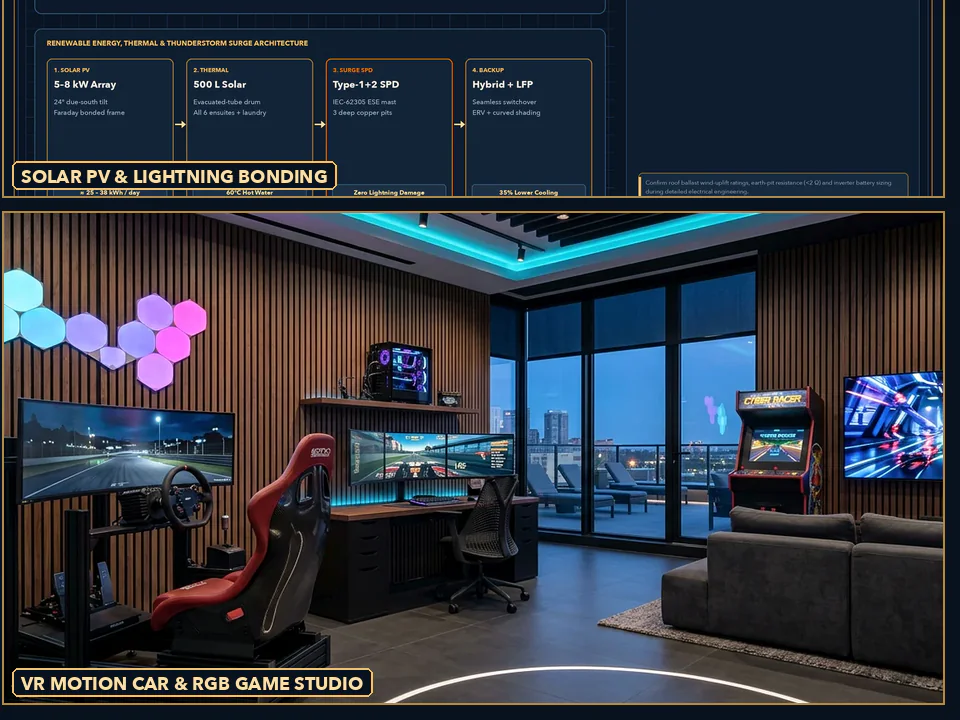 RENEWABLE ENERGY, THERMAL & THUNDERSTORM SURGE ARCHITECTURE
1. SOLAR PV
5–8 kW Array
24° due-south tilt
Faraday bonded frame
≈ 25 – 38 kWh / day
2. THERMAL
500 L Solar
Evacuated-tube drum
All 6 ensuites + laundry
60°C Hot Water
3. SURGE SPD
Type-1+2 SPD
IEC-62305 ESE mast
3 deep copper pits
Zero Lightning Damage
4. BACKUP
Hybrid + LFP
Seamless switchover
ERV + curved shading
35% Lower Cooling
Confirm roof ballast wind-uplift ratings, earth-pit resistance (<2 Ω) and inverter battery sizing
during detailed electrical engineering.
SOLAR PV & LIGHTNING BONDING
CYBER RACER
VR MOTION CAR & RGB GAME STUDIO